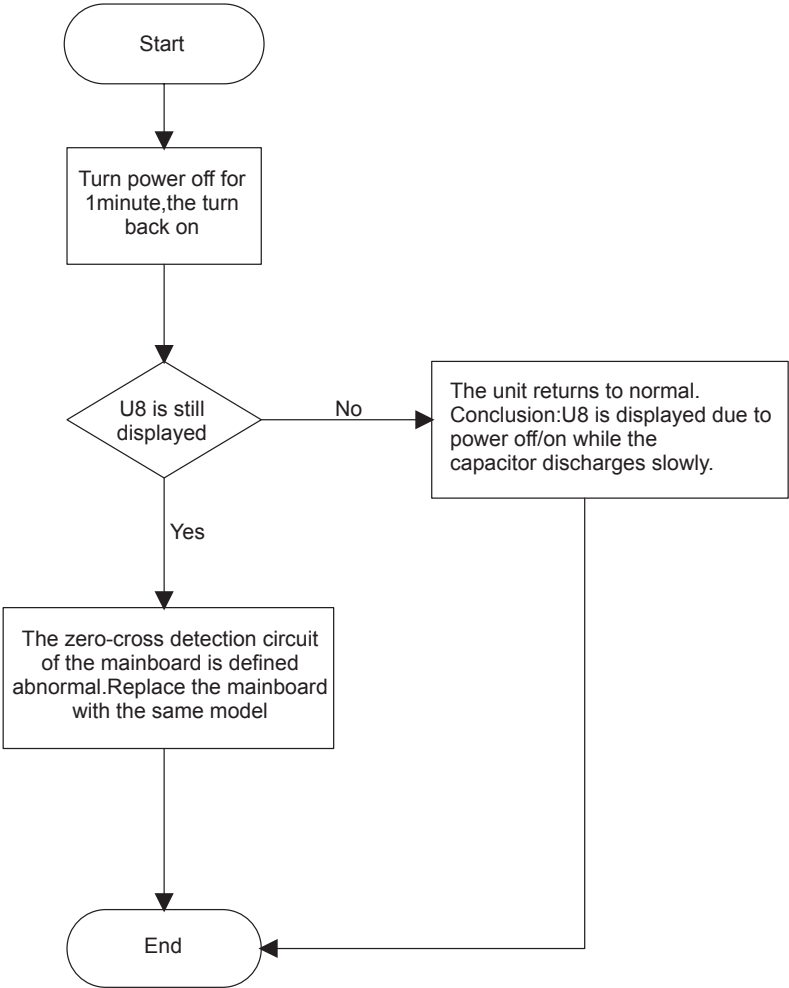 Start
Turn power off for
1minute,the turn
back on
U8 is still
displayed
No
The unit returns to normal.
Conclusion:U8 is displayed due to
power off/on while the
capacitor discharges slowly.
Yes
The zero-cross detection circuit
of the mainboard is defined
abnormal.Replace the mainboard
with the same model
End